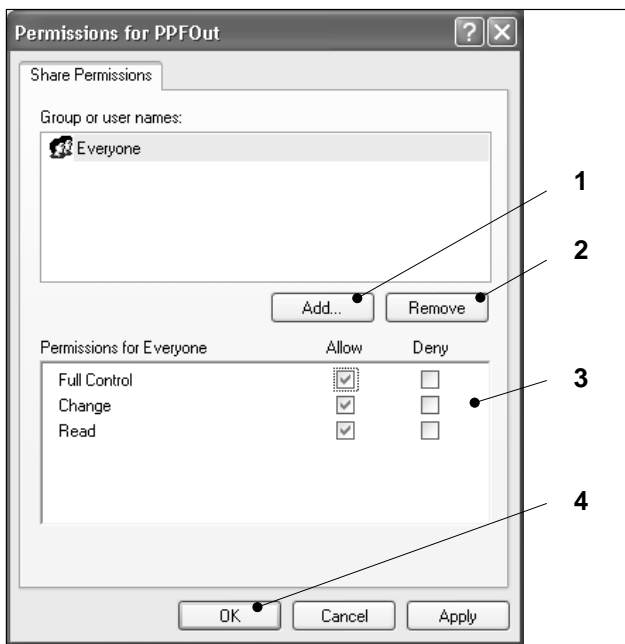 Permissions for PPFOut
Share Permissions
Group or user names:
Everyone
1
2
Add... Remove
Permissions for Everyone Allow Deny
Full Control
3
Change
Read
4
OK Cancel Apply